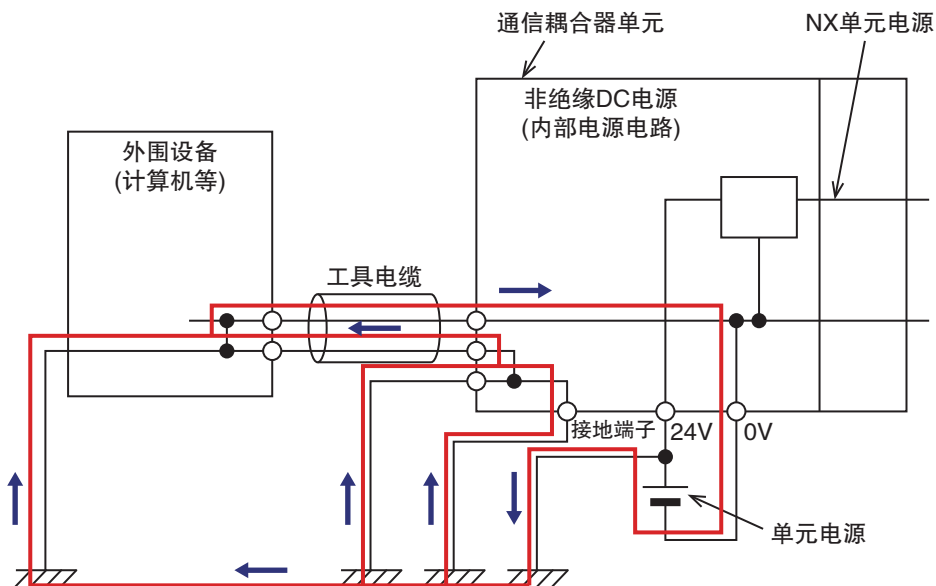 通信耦合器单元
NX单元电源
非绝缘DC电源
(内部电源电路)
外围设备
(计算机等)
工具电缆
接地端子
24V
0V
单元电源